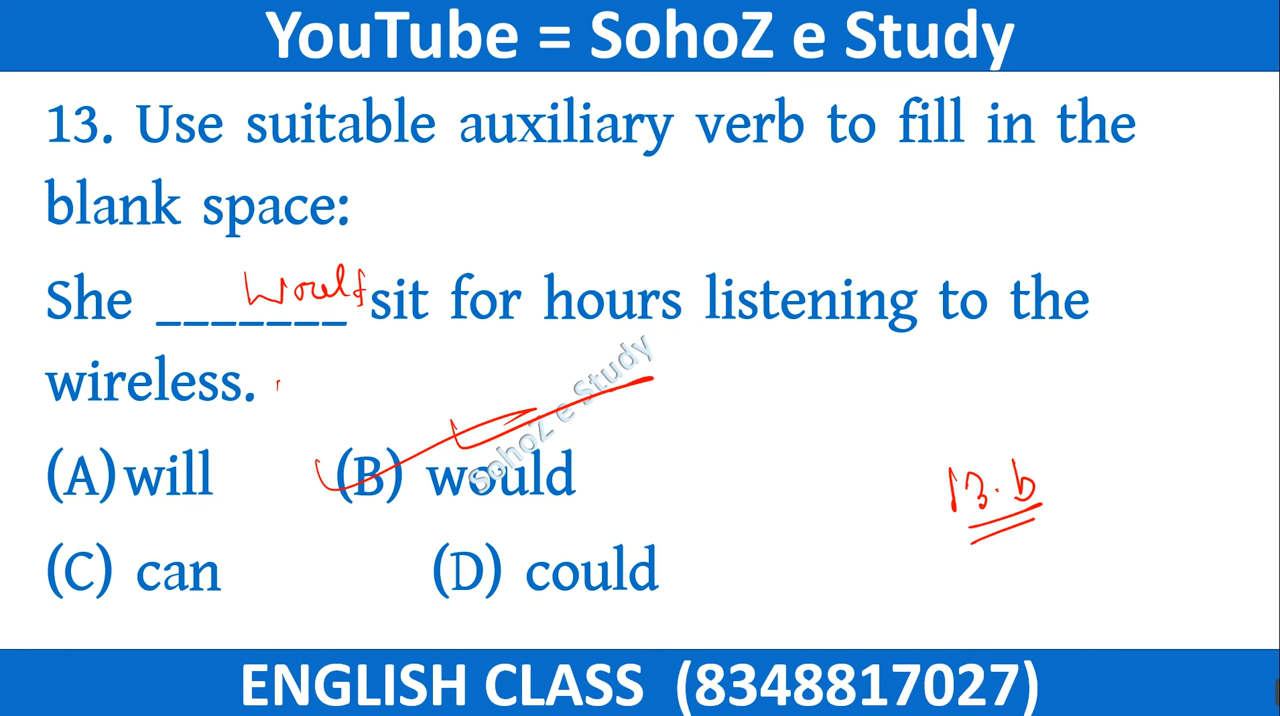 YouTube = SohoZ e Study
13. Use suitable auxiliary verb to fill in the
blank space:
She _______ would sit for hours listening to the
wireless.
SohoZ e Study
(A) will (B) would
13. b
(C) can (D) could
ENGLISH CLASS (8348817027)